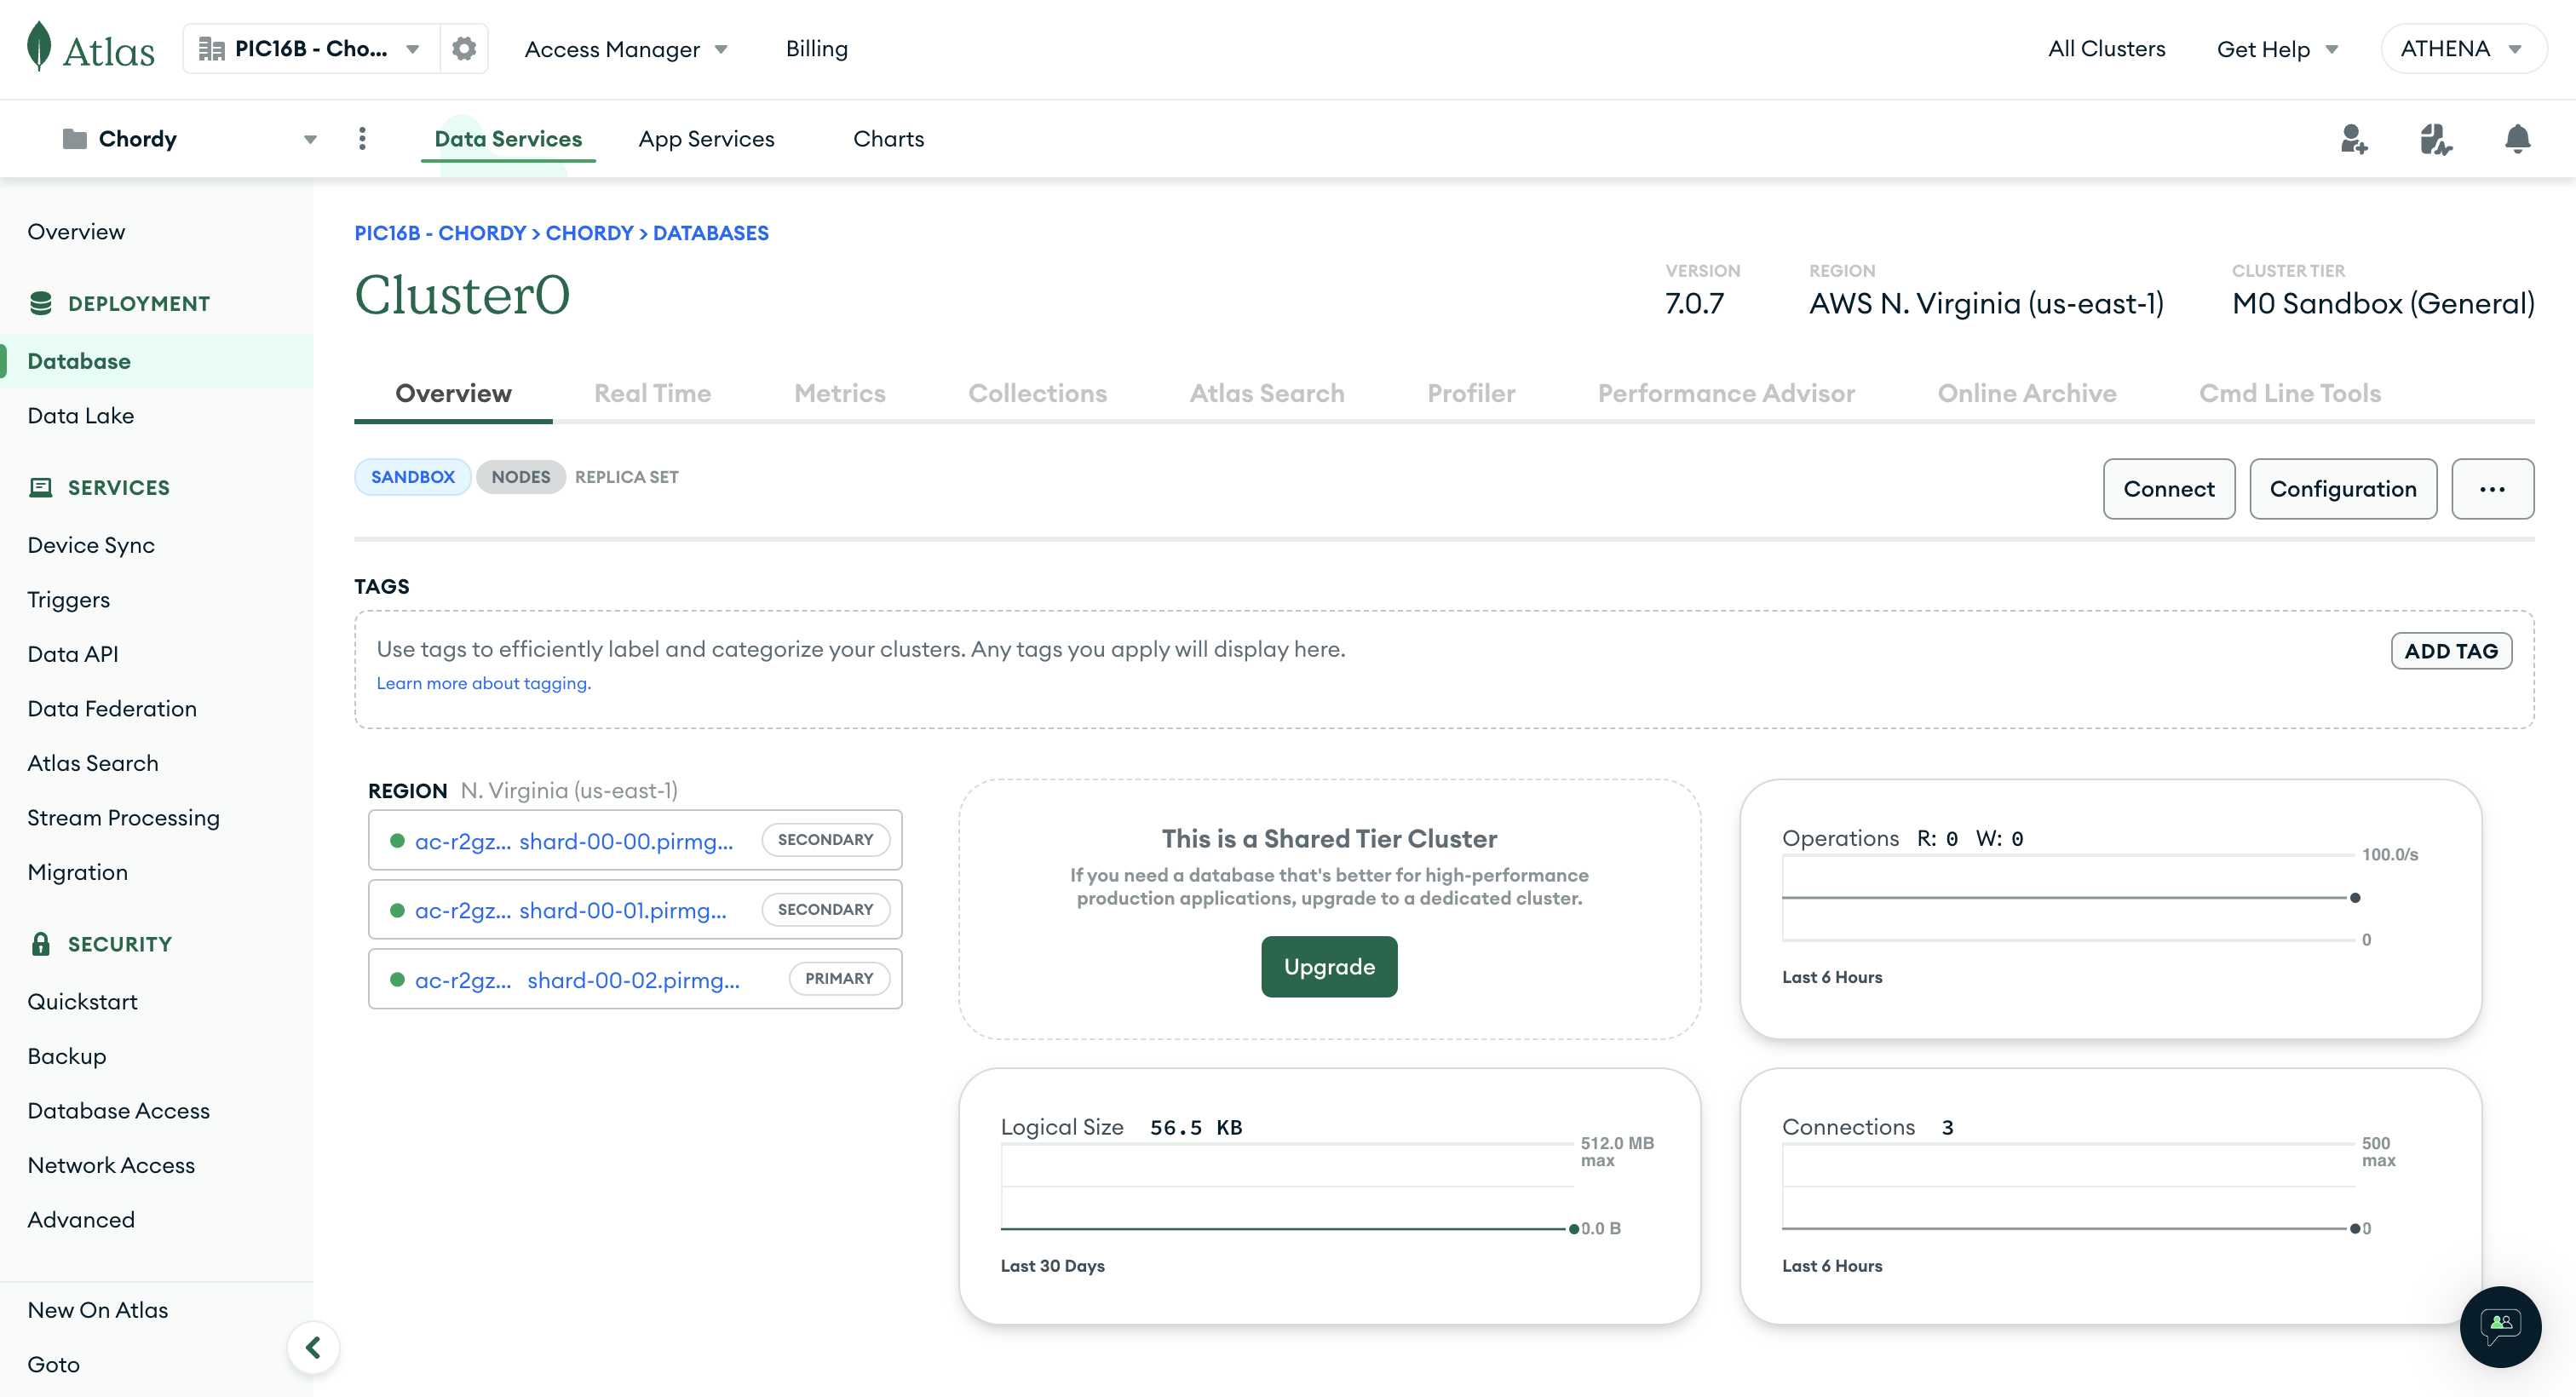 Atlas
PIC16B - Cho...
Access Manager
Billing
All Clusters
Get Help
ATHENA
Chordy
Data Services
App Services
Charts
Overview
DEPLOYMENT
Database
Data Lake
SERVICES
Device Sync
Triggers
Data API
Data Federation
Atlas Search
Stream Processing
Migration
SECURITY
Quickstart
Backup
Database Access
Network Access
Advanced
New On Atlas
Goto
PIC16B - CHORDY > CHORDY > DATABASES
Cluster0
VERSION
7.0.7
REGION
AWS N. Virginia (us-east-1)
CLUSTER TIER
M0 Sandbox (General)
Overview
Real Time
Metrics
Collections
Atlas Search
Profiler
Performance Advisor
Online Archive
Cmd Line Tools
SANDBOX
NODES
REPLICA SET
Connect
Configuration
...
TAGS
Use tags to efficiently label and categorize your clusters. Any tags you apply will display here.
Learn more about tagging.
ADD TAG
REGION N. Virginia (us-east-1)
ac-r2gz... shard-00-00.pirmg... SECONDARY
ac-r2gz... shard-00-01.pirmg... SECONDARY
ac-r2gz... shard-00-02.pirmg... PRIMARY
This is a Shared Tier Cluster
If you need a database that's better for high-performance
production applications, upgrade to a dedicated cluster.
Upgrade
Operations R: 0 W: 0
100.0/s
0
Last 6 Hours
Logical Size 56.5 KB
512.0 MB
max
0.0 B
Last 30 Days
Connections 3
500
max
0
Last 6 Hours